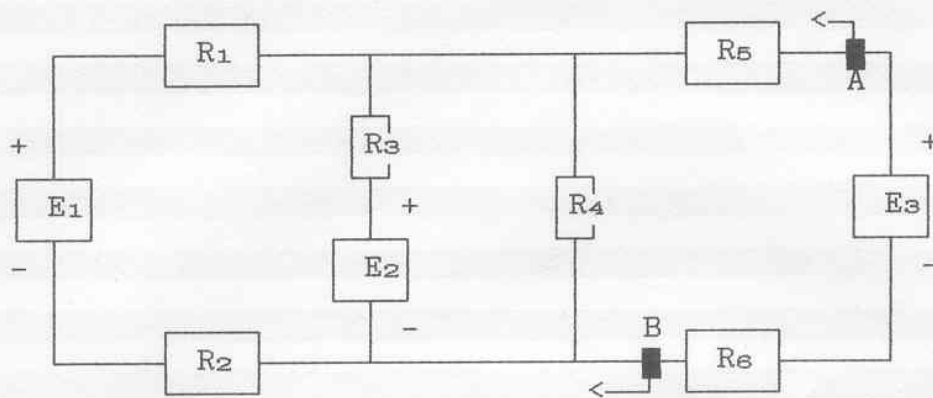 R1 R5
A
R3
+ + +
E1 R4 E3
E2
- -
-
B
R2 R6